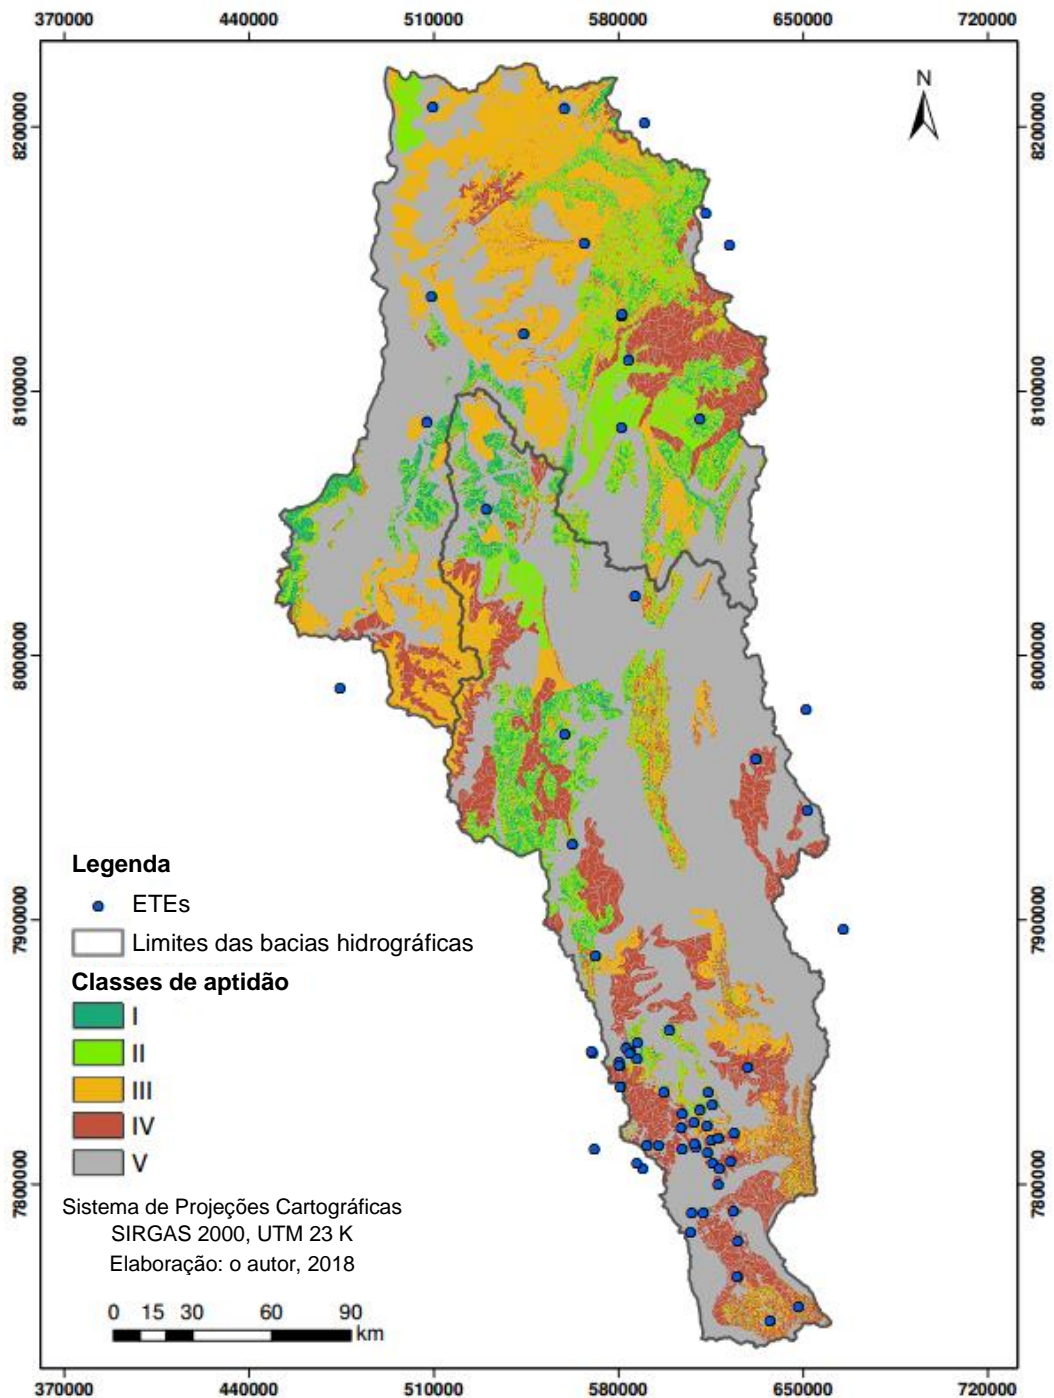 370000 440000 510000 580000 650000 720000
N
8200000 8200000
8100000 8100000
8000000 8000000
7900000 7900000
7800000 7800000
Legenda
ETEs
Limites das bacias hidrográficas
Classes de aptidão
I
II
III
IV
V
Sistema de Projeções Cartográficas
SIRGAS 2000, UTM 23 K
Elaboração: o autor, 2018
0 15 30 60 90
km
370000 440000 510000 580000 650000 720000